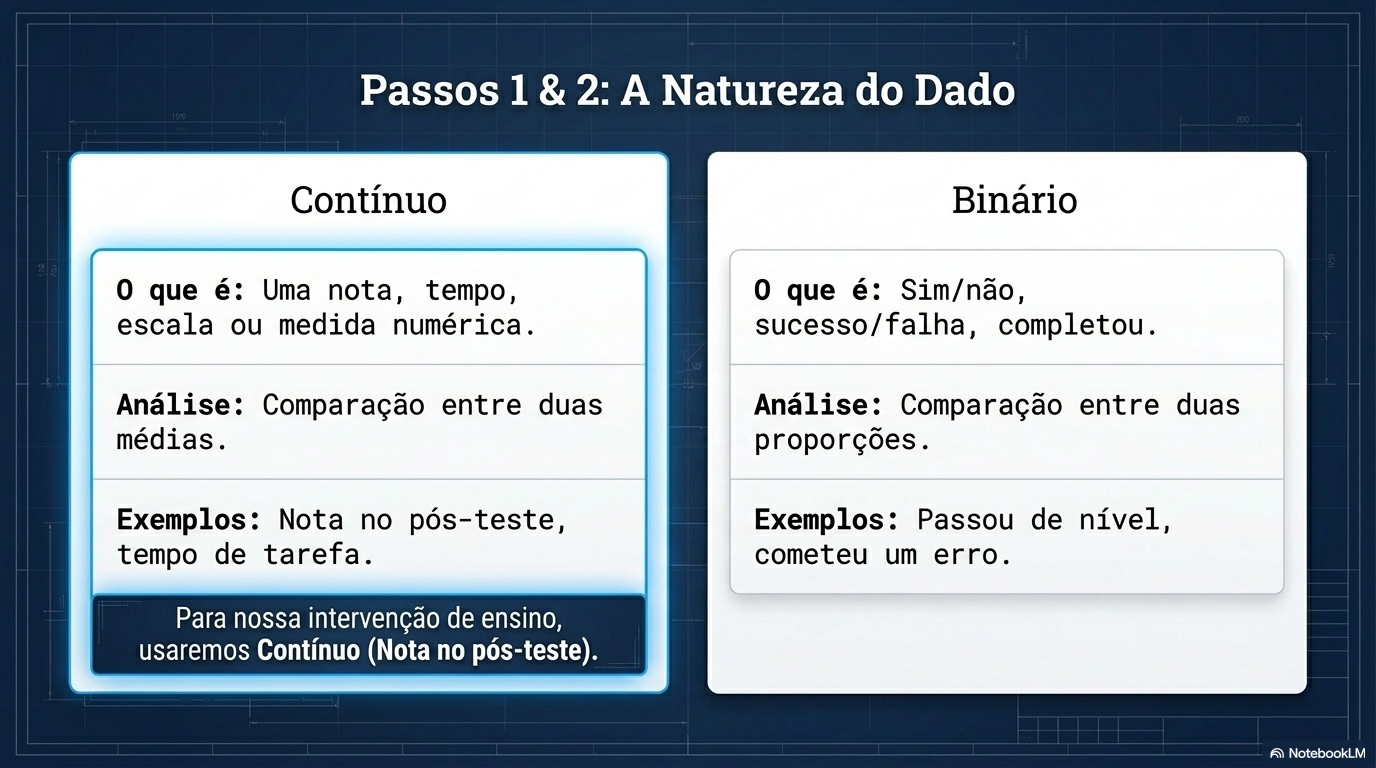 Passos 1 & 2: A Natureza do Dado
Contínuo
O que é: Uma nota, tempo,
escala ou medida numérica.
Análise: Comparação entre duas
médias.
Exemplos: Nota no pós-teste,
tempo de tarefa.
Para nossa intervenção de ensino,
usaremos Contínuo (Nota no pós-teste).
Binário
O que é: Sim/não,
sucesso/falha, completou.
Análise: Comparação entre duas
proporções.
Exemplos: Passou de nível,
cometeu um erro.
200
NotebookLM